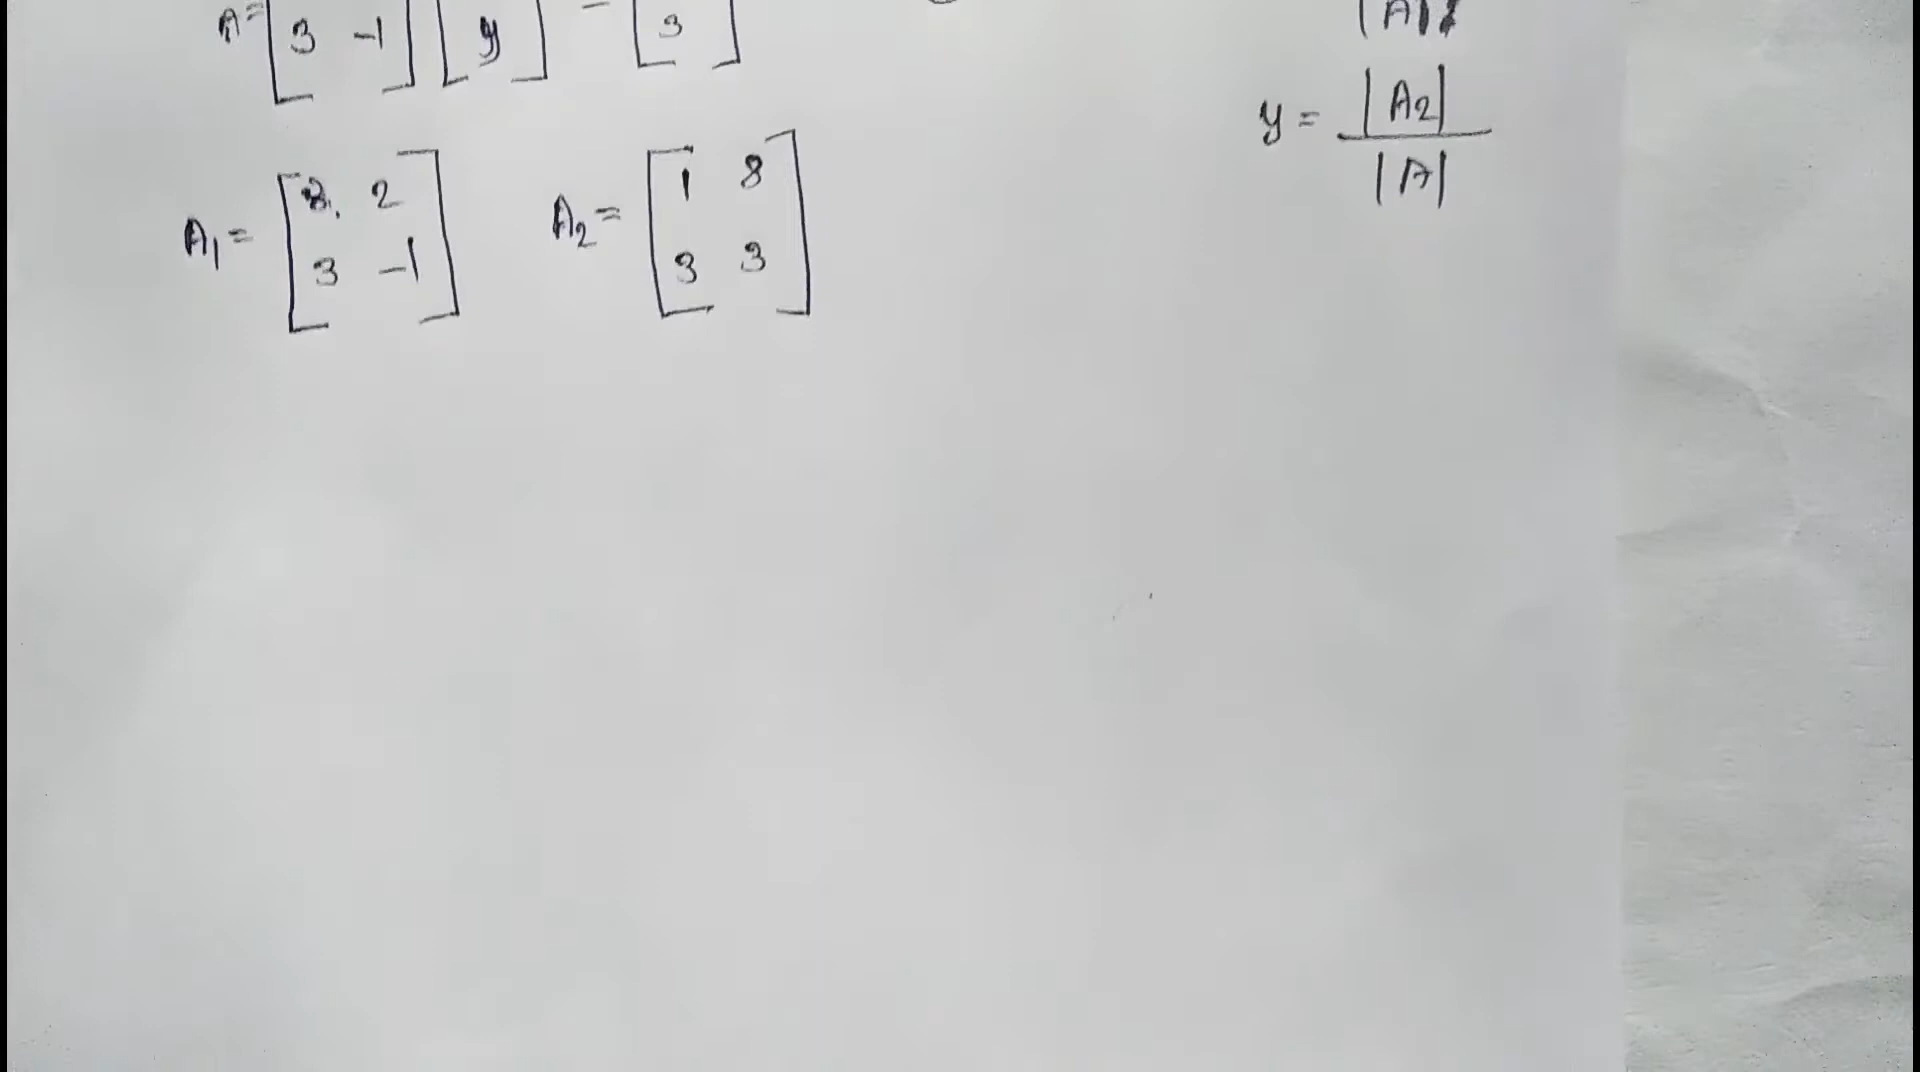 A = [3 -1] [y] = [3]
|A|
y = |A2| / |A|
A1 = [8 2
3 -1]
A2 = [1 8
3 3]